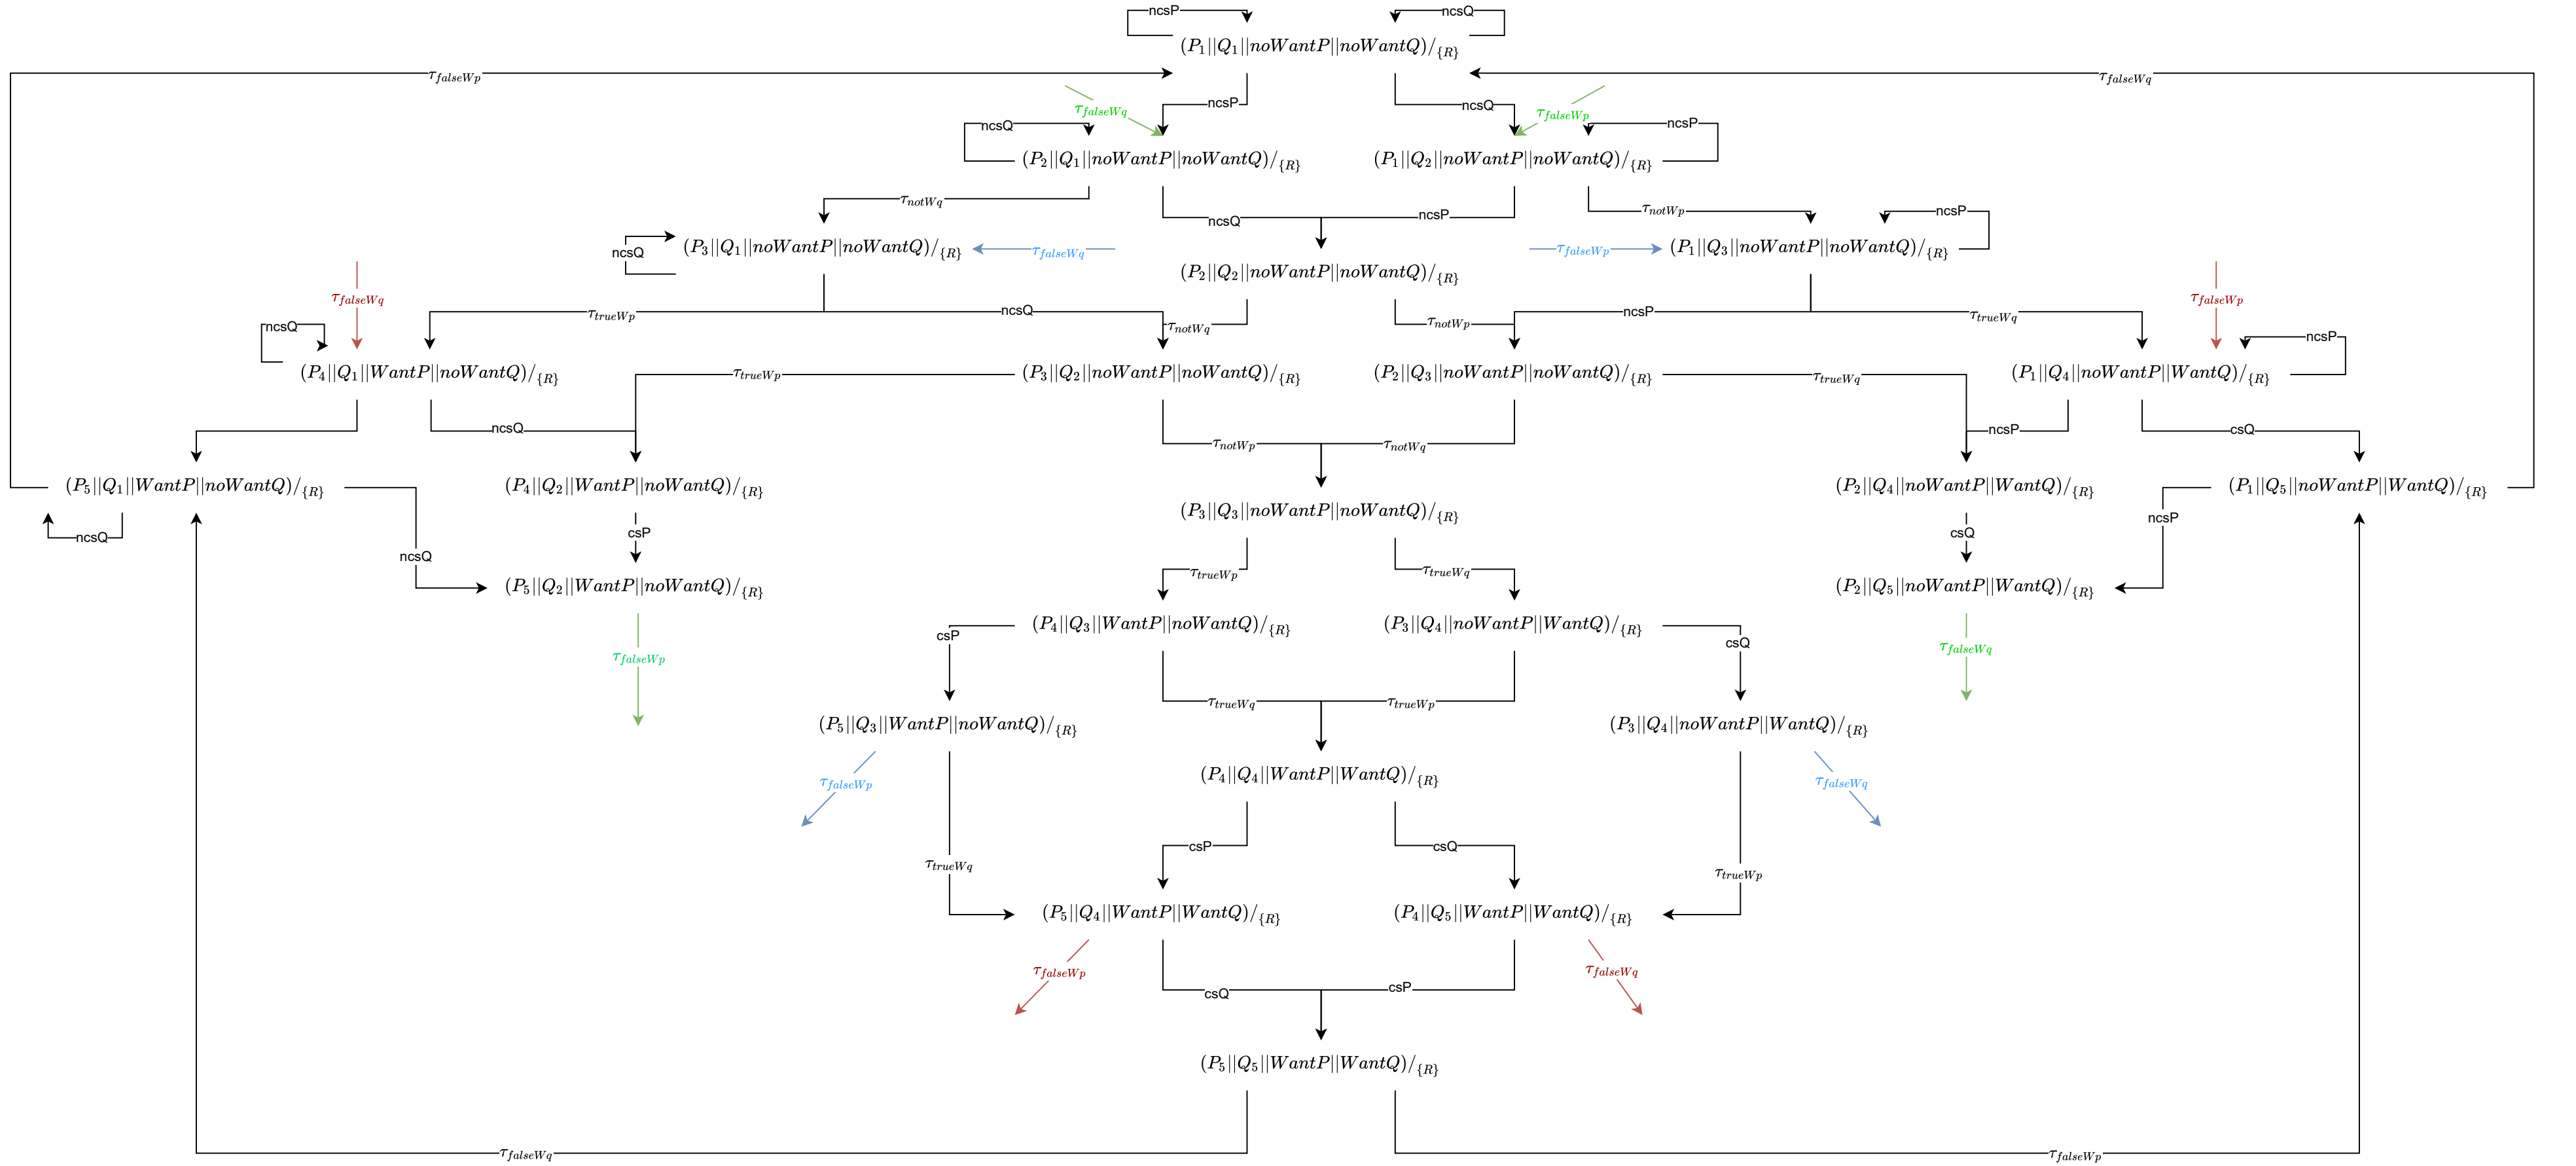 ncsP
ncsQ
(P₁||Q₁||noWantP||noWantQ)/{R}
τfalseWp
τfalseWq
ncsP
ncsQ
τfalseWq
τfalseWp
ncsQ
ncsP
(P₂||Q₁||noWantP||noWantQ)/{R}
(P₁||Q₂||noWantP||noWantQ)/{R}
τnotWq
ncsQ
ncsP
τnotWp
ncsP
ncsQ
(P₃||Q₁||noWantP||noWantQ)/{R}
τfalseWq
τfalseWp
(P₁||Q₃||noWantP||noWantQ)/{R}
(P₂||Q₂||noWantP||noWantQ)/{R}
τfalseWq
τfalseWp
τtrueWp
ncsQ
τnotWq
τnotWp
ncsP
τtrueWq
ncsQ
ncsP
(P₄||Q₁||WantP||noWantQ)/{R}
τtrueWp
(P₃||Q₂||noWantP||noWantQ)/{R}
(P₂||Q₃||noWantP||noWantQ)/{R}
τtrueWq
(P₁||Q₄||noWantP||WantQ)/{R}
ncsQ
τnotWp
τnotWq
ncsP
csQ
(P₅||Q₁||WantP||noWantQ)/{R}
(P₄||Q₂||WantP||noWantQ)/{R}
(P₂||Q₄||noWantP||WantQ)/{R}
(P₁||Q₅||noWantP||WantQ)/{R}
(P₃||Q₃||noWantP||noWantQ)/{R}
ncsP
ncsQ
csP
csQ
ncsQ
τtrueWp
τtrueWq
(P₅||Q₂||WantP||noWantQ)/{R}
(P₂||Q₅||noWantP||WantQ)/{R}
(P₄||Q₃||WantP||noWantQ)/{R}
(P₃||Q₄||noWantP||WantQ)/{R}
csP
csQ
τfalseWp
τfalseWq
τtrueWq
τtrueWp
(P₅||Q₃||WantP||noWantQ)/{R}
(P₃||Q₄||noWantP||WantQ)/{R}
(P₄||Q₄||WantP||WantQ)/{R}
τfalseWp
τfalseWq
csP
csQ
τtrueWq
τtrueWp
(P₅||Q₄||WantP||WantQ)/{R}
(P₄||Q₅||WantP||WantQ)/{R}
τfalseWp
τfalseWq
csQ
csP
(P₅||Q₅||WantP||WantQ)/{R}
τfalseWq
τfalseWp